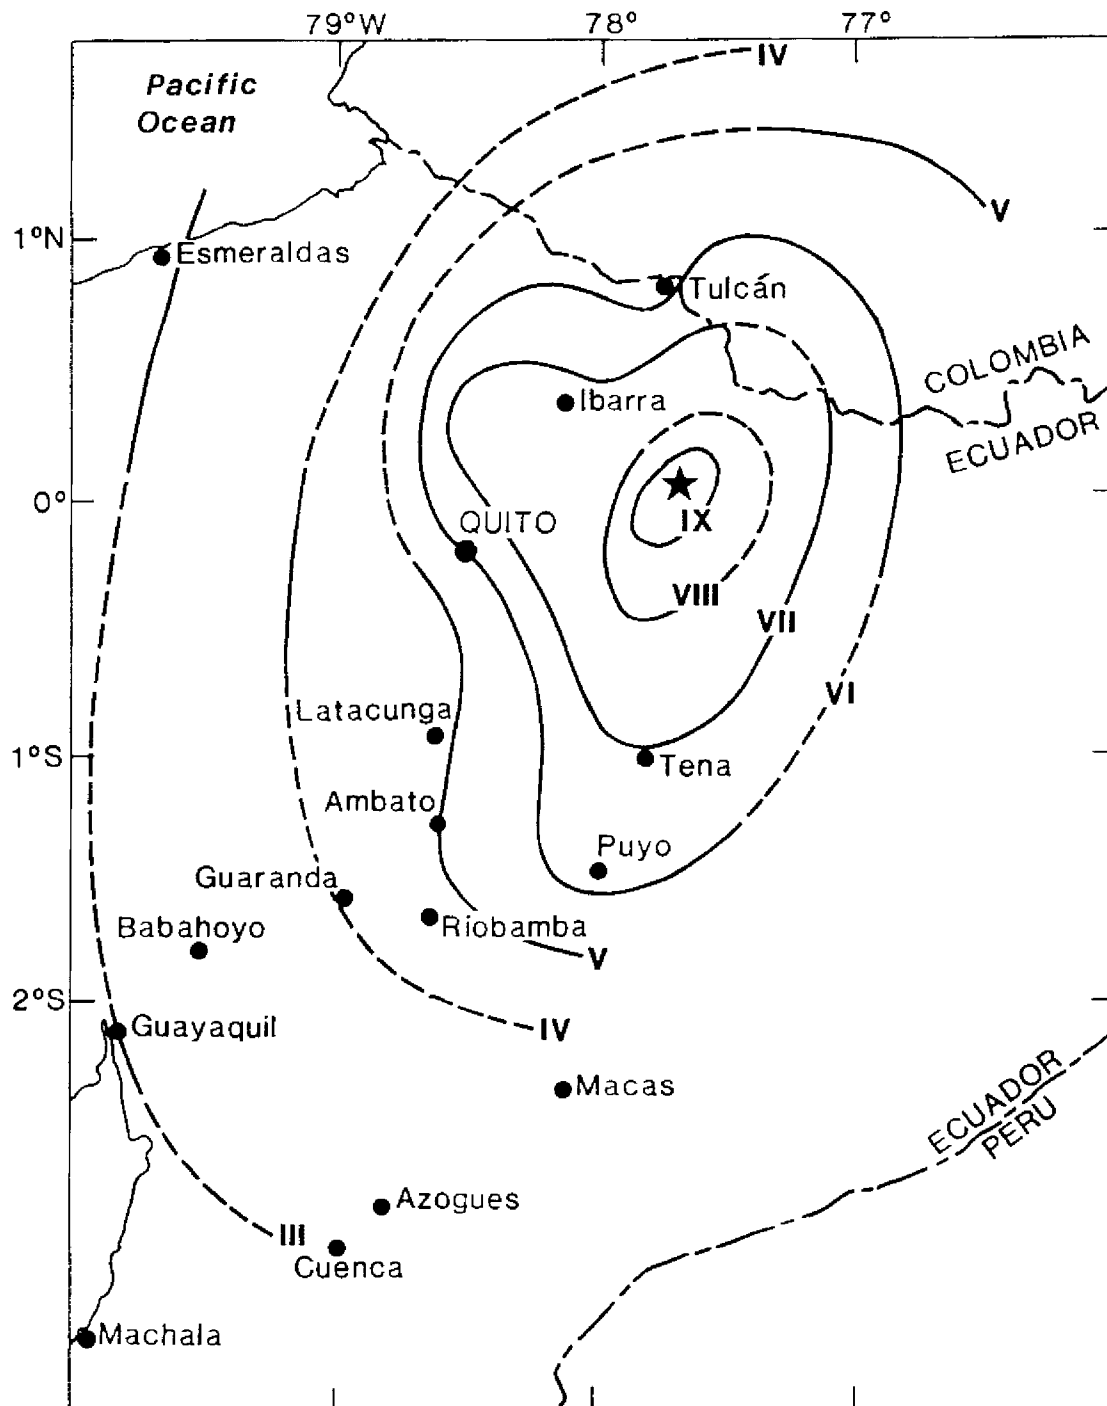 79°W 78° 77°
IV
Pacific
Ocean
V
1°N
Esmeraldas
Tulcán
COLOMBIA
ECUADOR
Ibarra
0°
IX
QUITO
VIII
VII
VI
Latacunga
1°S
Tena
Ambato
Puyo
Guaranda
Babahoyo
Riobamba
V
2°S
Guayaquil
IV
Macas
ECUADOR
PERU
Azogues
III
Cuenca
Machala